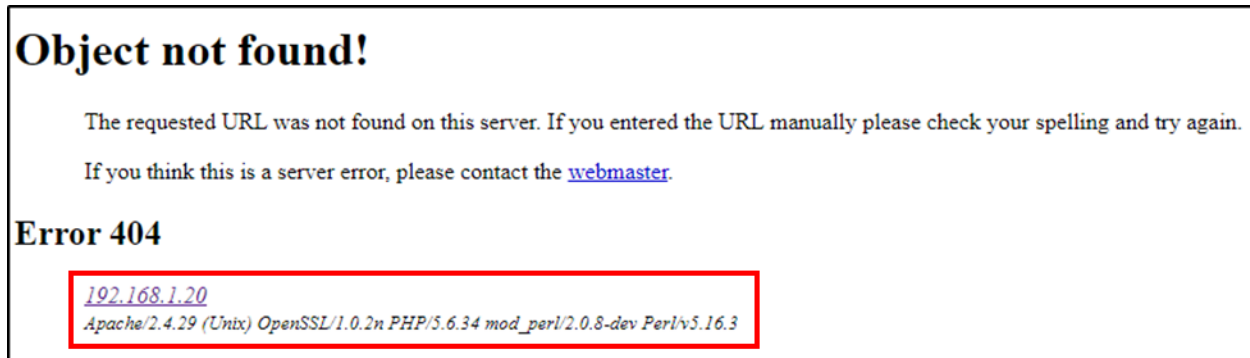 Object not found!
The requested URL was not found on this server. If you entered the URL manually please check your spelling and try again.
If you think this is a server error, please contact the webmaster.
Error 404
192.168.1.20
Apache/2.4.29 (Unix) OpenSSL/1.0.2n PHP/5.6.34 mod_perl/2.0.8-dev Perl/v5.16.3